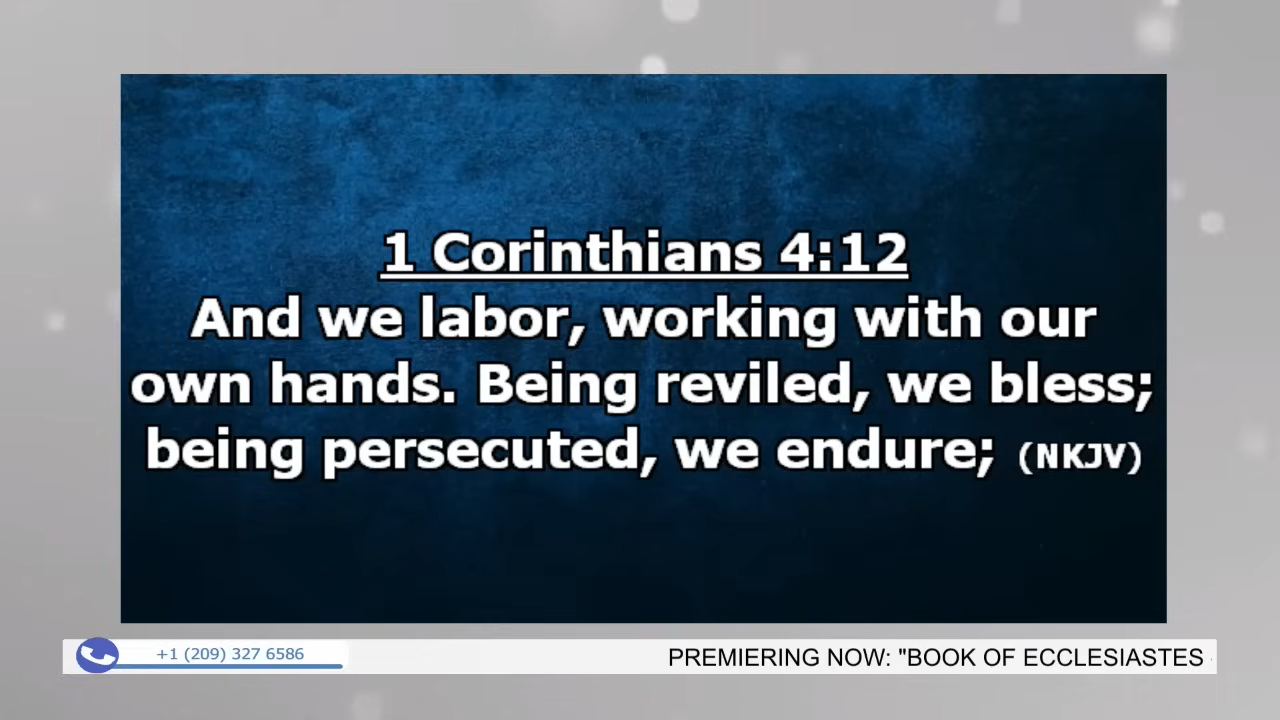 1 Corinthians 4:12
And we labor, working with our
own hands. Being reviled, we bless;
being persecuted, we endure; (NKJV)
+1 (209) 327 6586
PREMIERING NOW: "BOOK OF ECCLESIASTES